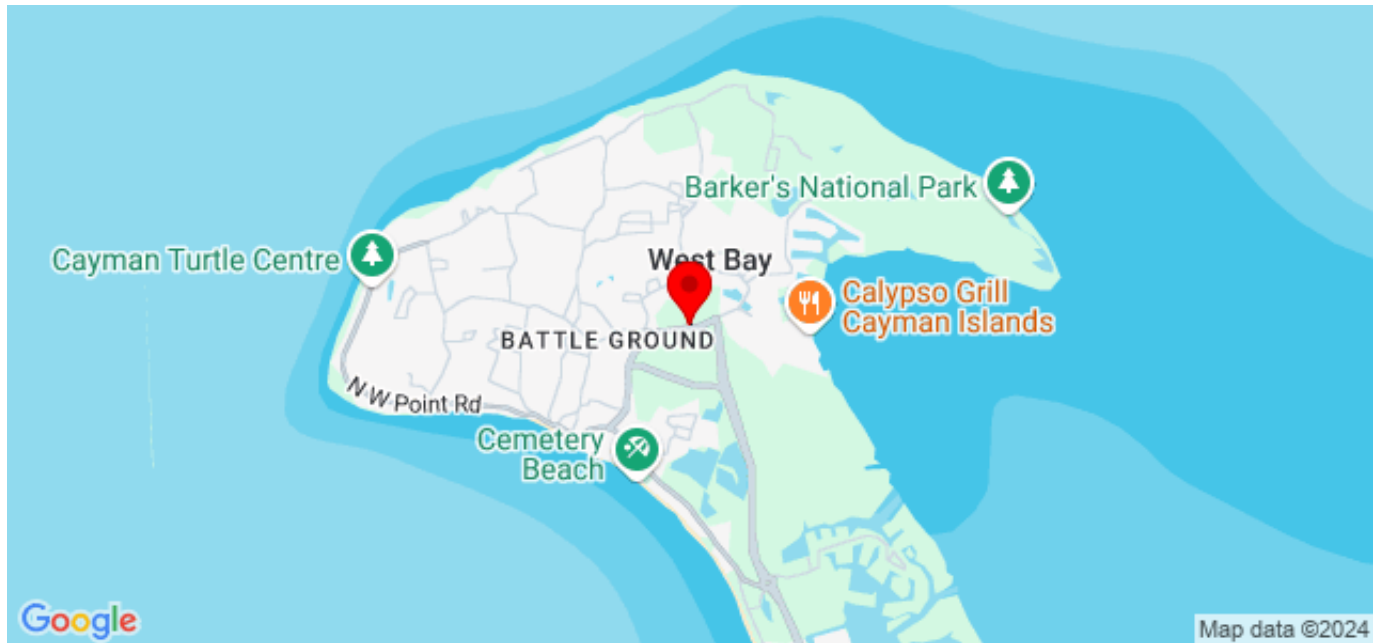 Barker's National Park
Cayman Turtle Centre
West Bay
Calypso Grill
Cayman Islands
BATTLE GROUND
N W Point Rd
Cemetery
Beach
Google
Map data ©2024